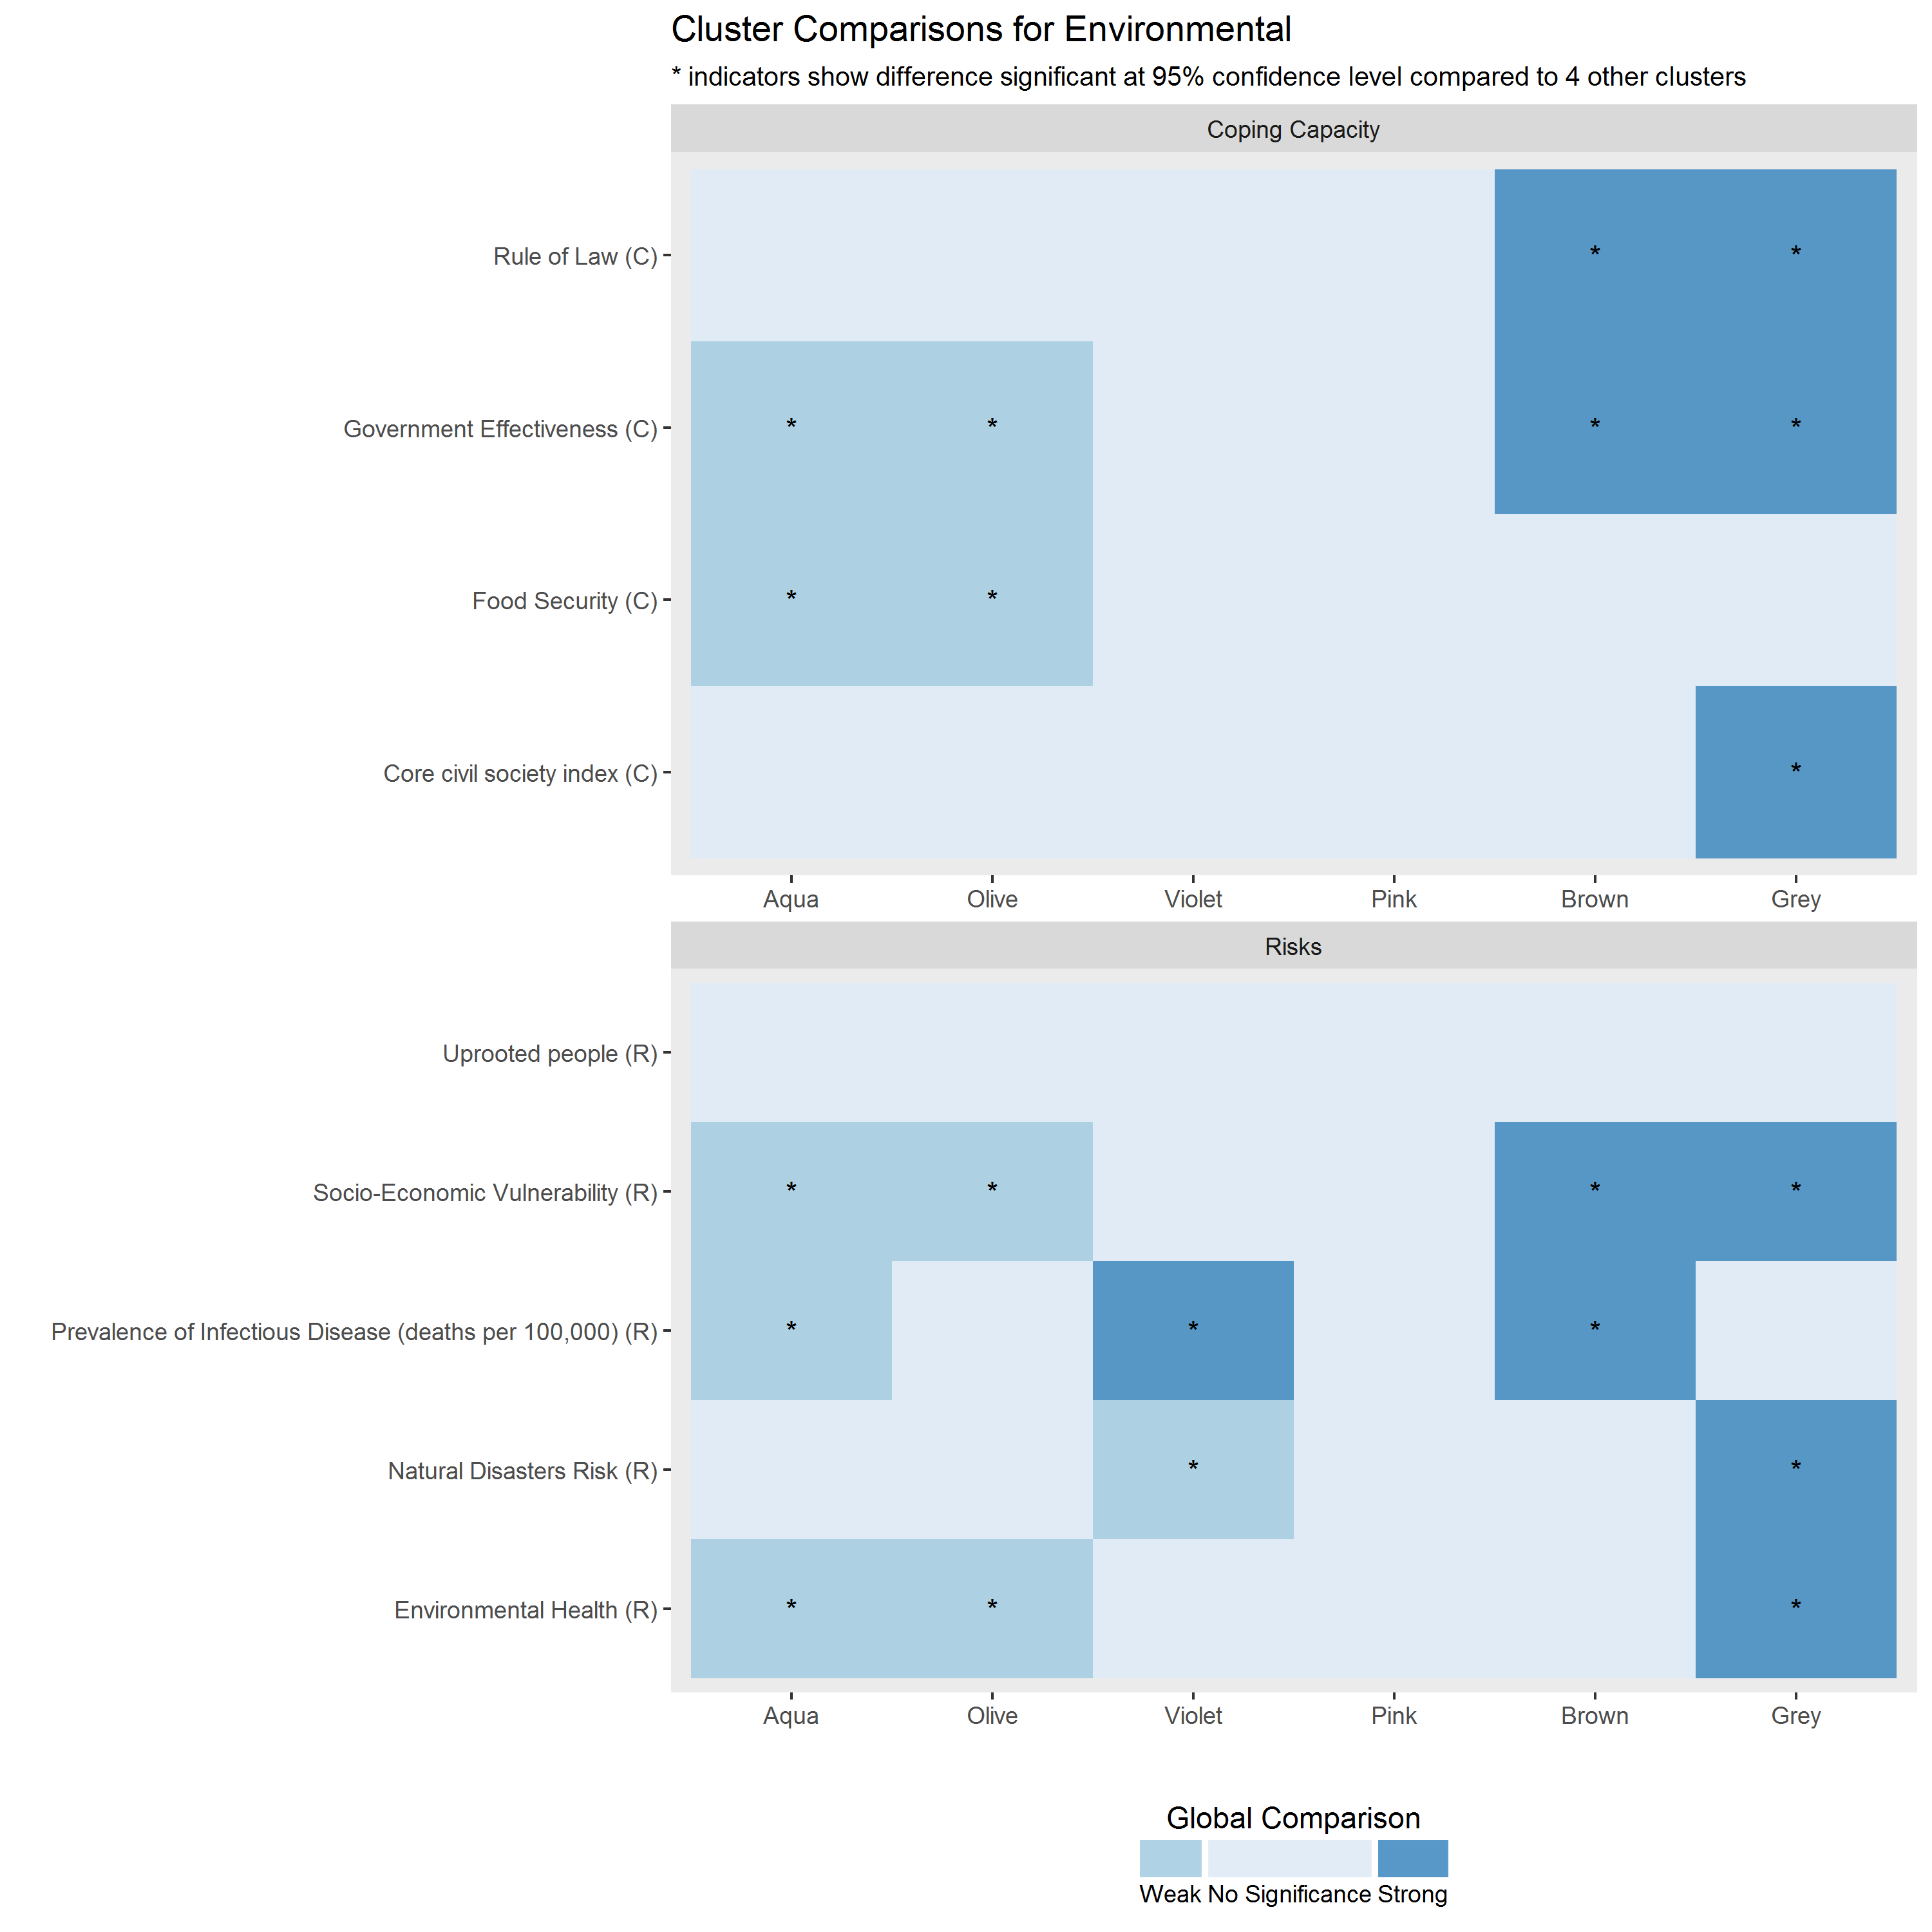 Cluster Comparisons for Environmental
* indicators show difference significant at 95% confidence level compared to 4 other clusters
Coping Capacity
Rule of Law (C) * *
Government Effectiveness (C) * * * *
Food Security (C) * *
Core civil society index (C) *
Aqua Olive Violet Pink Brown Grey
Risks
Uprooted people (R)
Socio-Economic Vulnerability (R) * * * *
Prevalence of Infectious Disease (deaths per 100,000) (R) * * *
Natural Disasters Risk (R) * *
Environmental Health (R) * * *
Aqua Olive Violet Pink Brown Grey
Global Comparison
Weak No Significance Strong